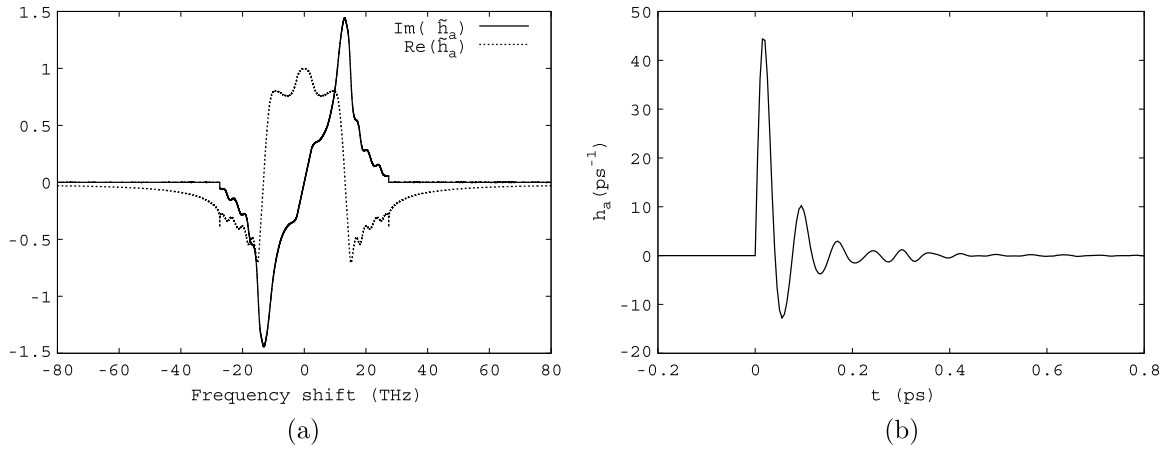 1.5
1
0.5
0
-0.5
-1
-1.5
-80 -60 -40 -20 0 20 40 60 80
Frequency shift (THz)
Im( h̃a)
Re(h̃a)
(a)
50
40
30
20
10
0
-10
-20
-0.2 0 0.2 0.4 0.6 0.8
t (ps)
ha(ps-1)
(b)